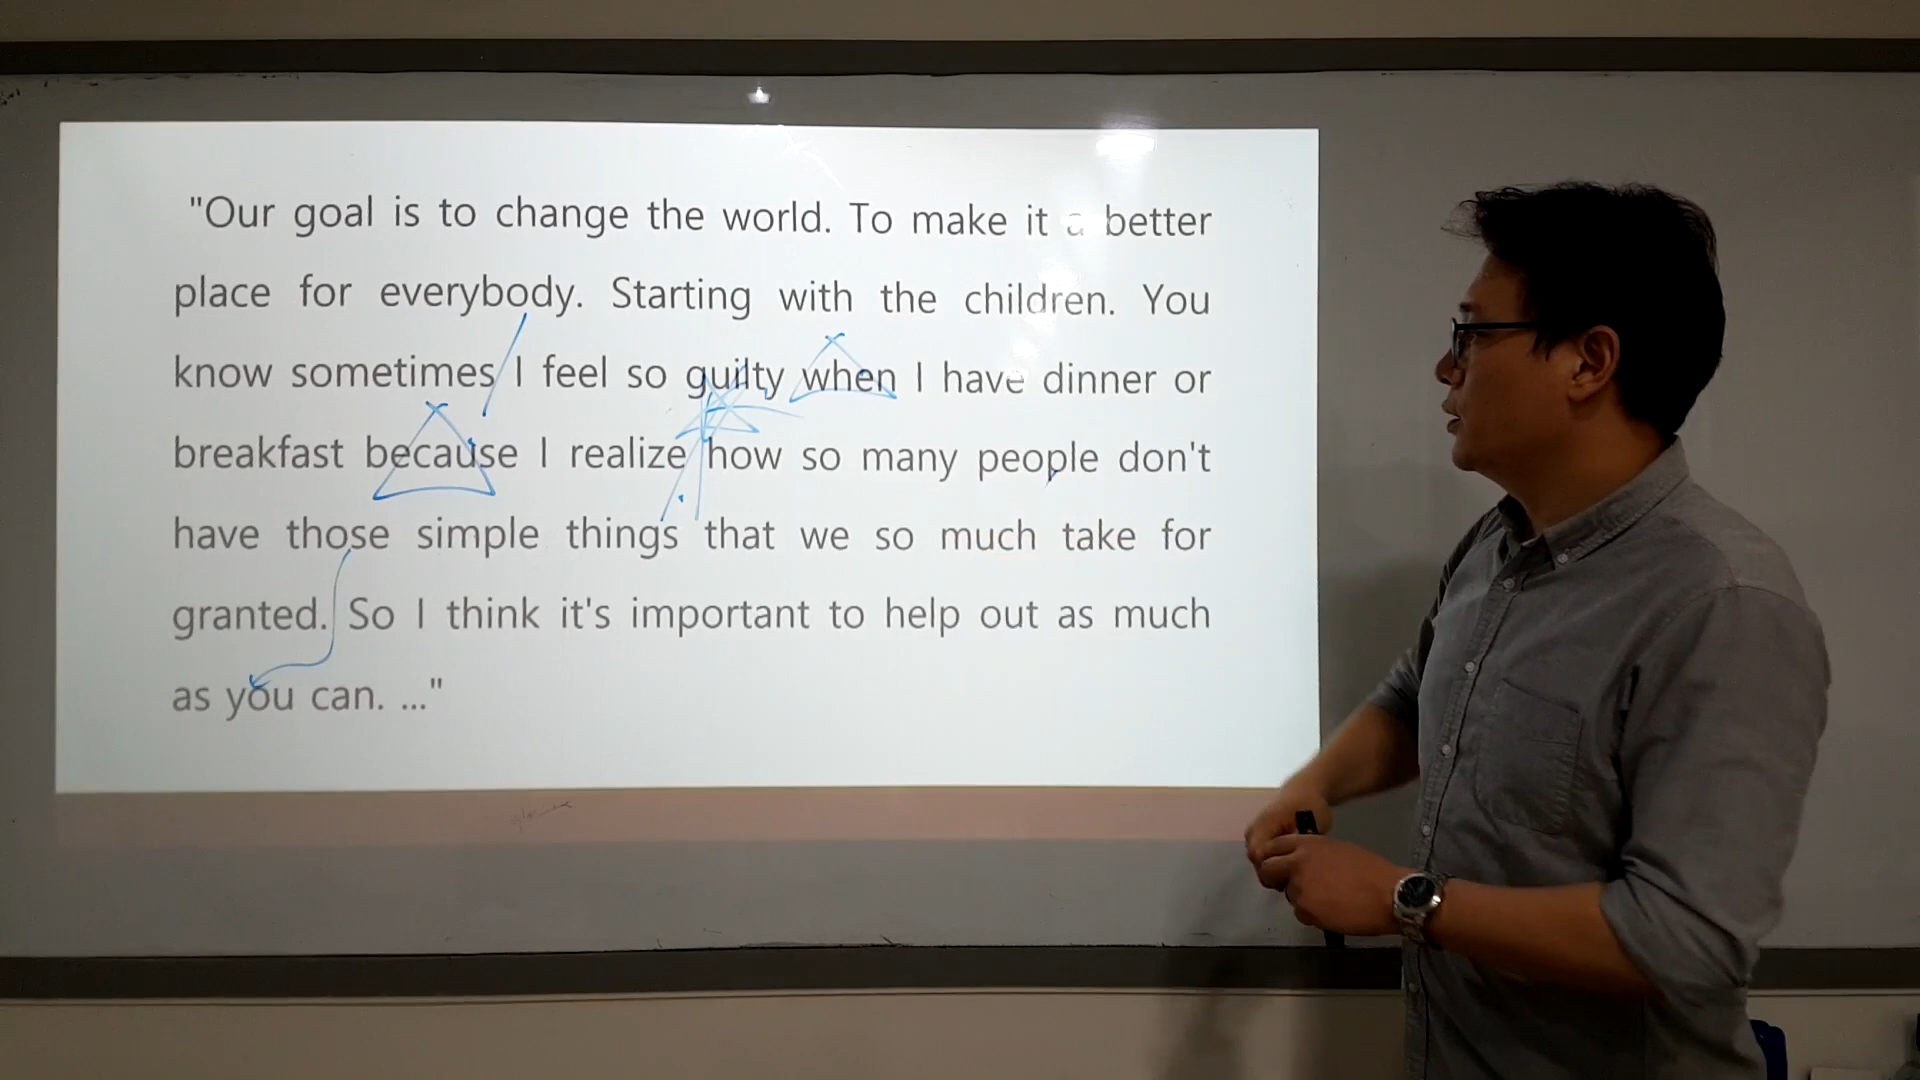 "Our goal is to change the world. To make it a better
place for everybody. Starting with the children. You
know sometimes I feel so guilty when I have dinner or
breakfast because I realize how so many people don't
have those simple things that we so much take for
granted. So I think it's important to help out as much
as you can. ..."